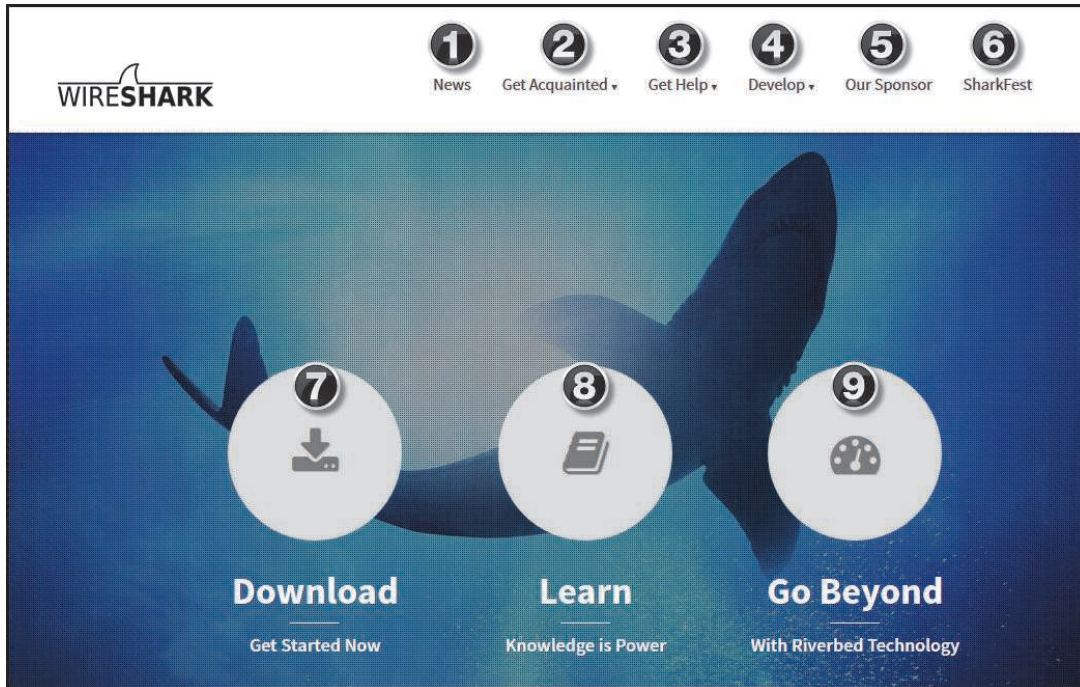 1 2 3 4 5 6
WIRESHARK
News Get Acquainted ▾ Get Help ▾ Develop ▾ Our Sponsor SharkFest
7 8 9
Download Learn Go Beyond
Get Started Now Knowledge is Power With Riverbed Technology